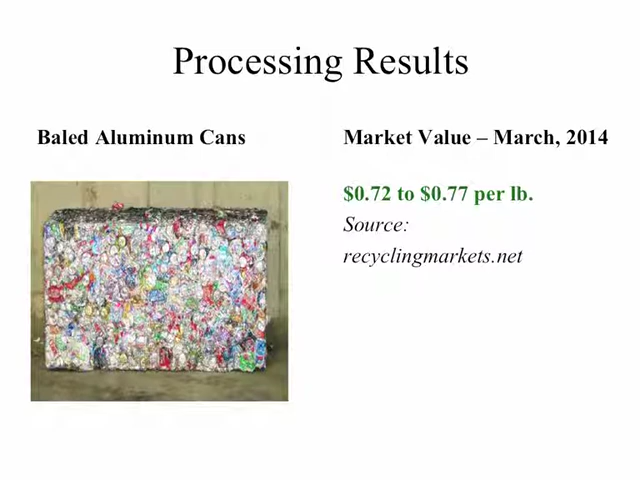 Processing Results
Baled Aluminum Cans
Market Value – March, 2014
$0.72 to $0.77 per lb.
Source:
recyclingmarkets.net